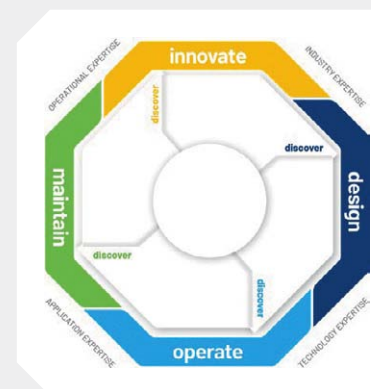 innovate
OPERATIONAL EXPERTISE
INDUSTRY EXPERTISE
discover
discover
maintain
design
discover
discover
APPLICATION EXPERTISE
operate
TECHNOLOGY EXPERTISE